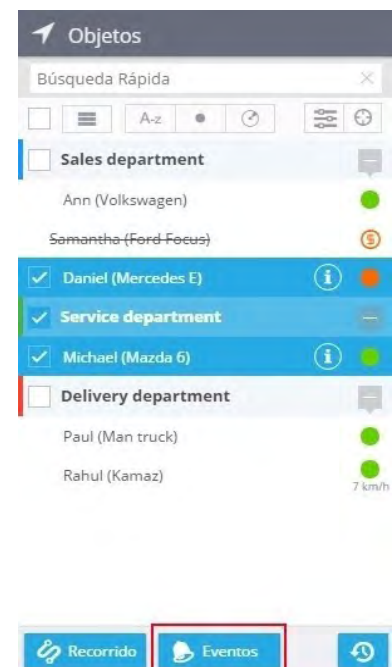 Objetos
Búsqueda Rápida
A-z
Sales department
Ann (Volkswagen)
Samantha (Ford Focus)
Daniel (Mercedes E)
Service department
Michael (Mazda 6)
Delivery department
Paul (Man truck)
Rahul (Kamaz)
7 km/h
Recorrido Eventos